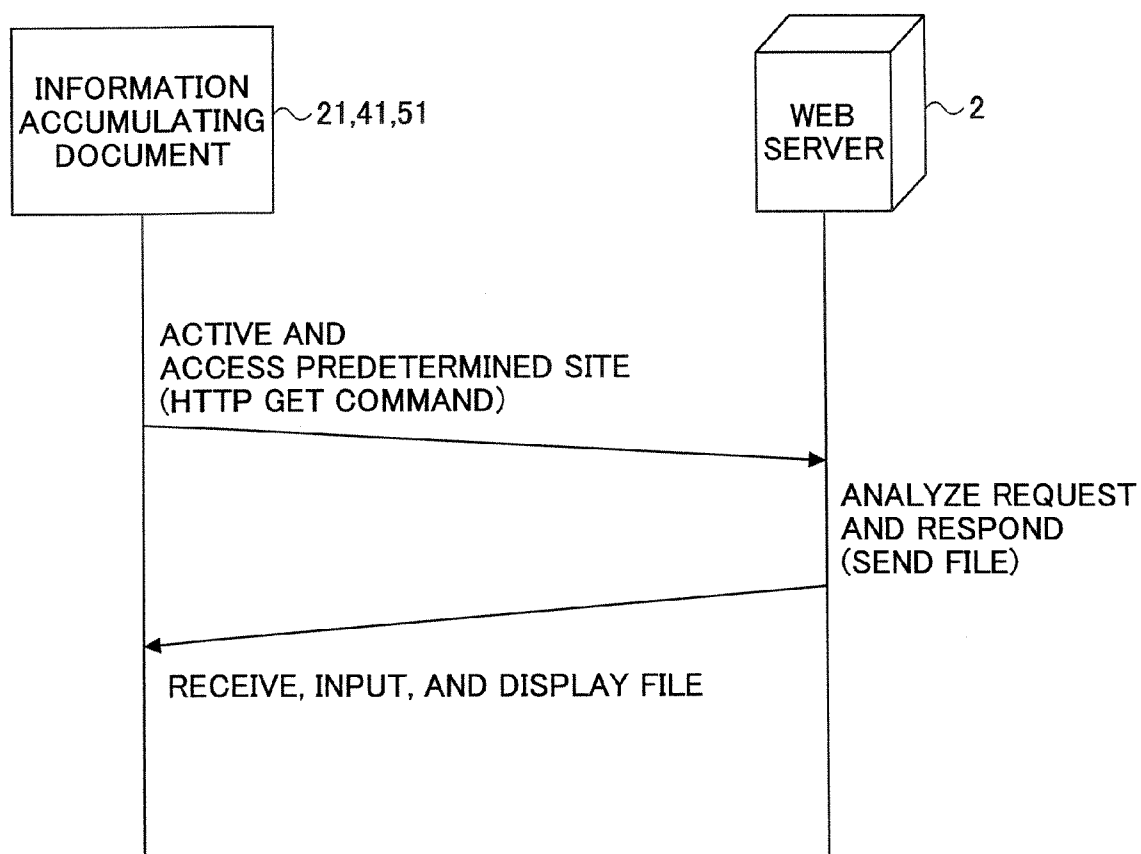 INFORMATION
ACCUMULATING
DOCUMENT
21,41,51
WEB
SERVER
2
ACTIVE AND
ACCESS PREDETERMINED SITE
(HTTP GET COMMAND)
ANALYZE REQUEST
AND RESPOND
(SEND FILE)
RECEIVE, INPUT, AND DISPLAY FILE